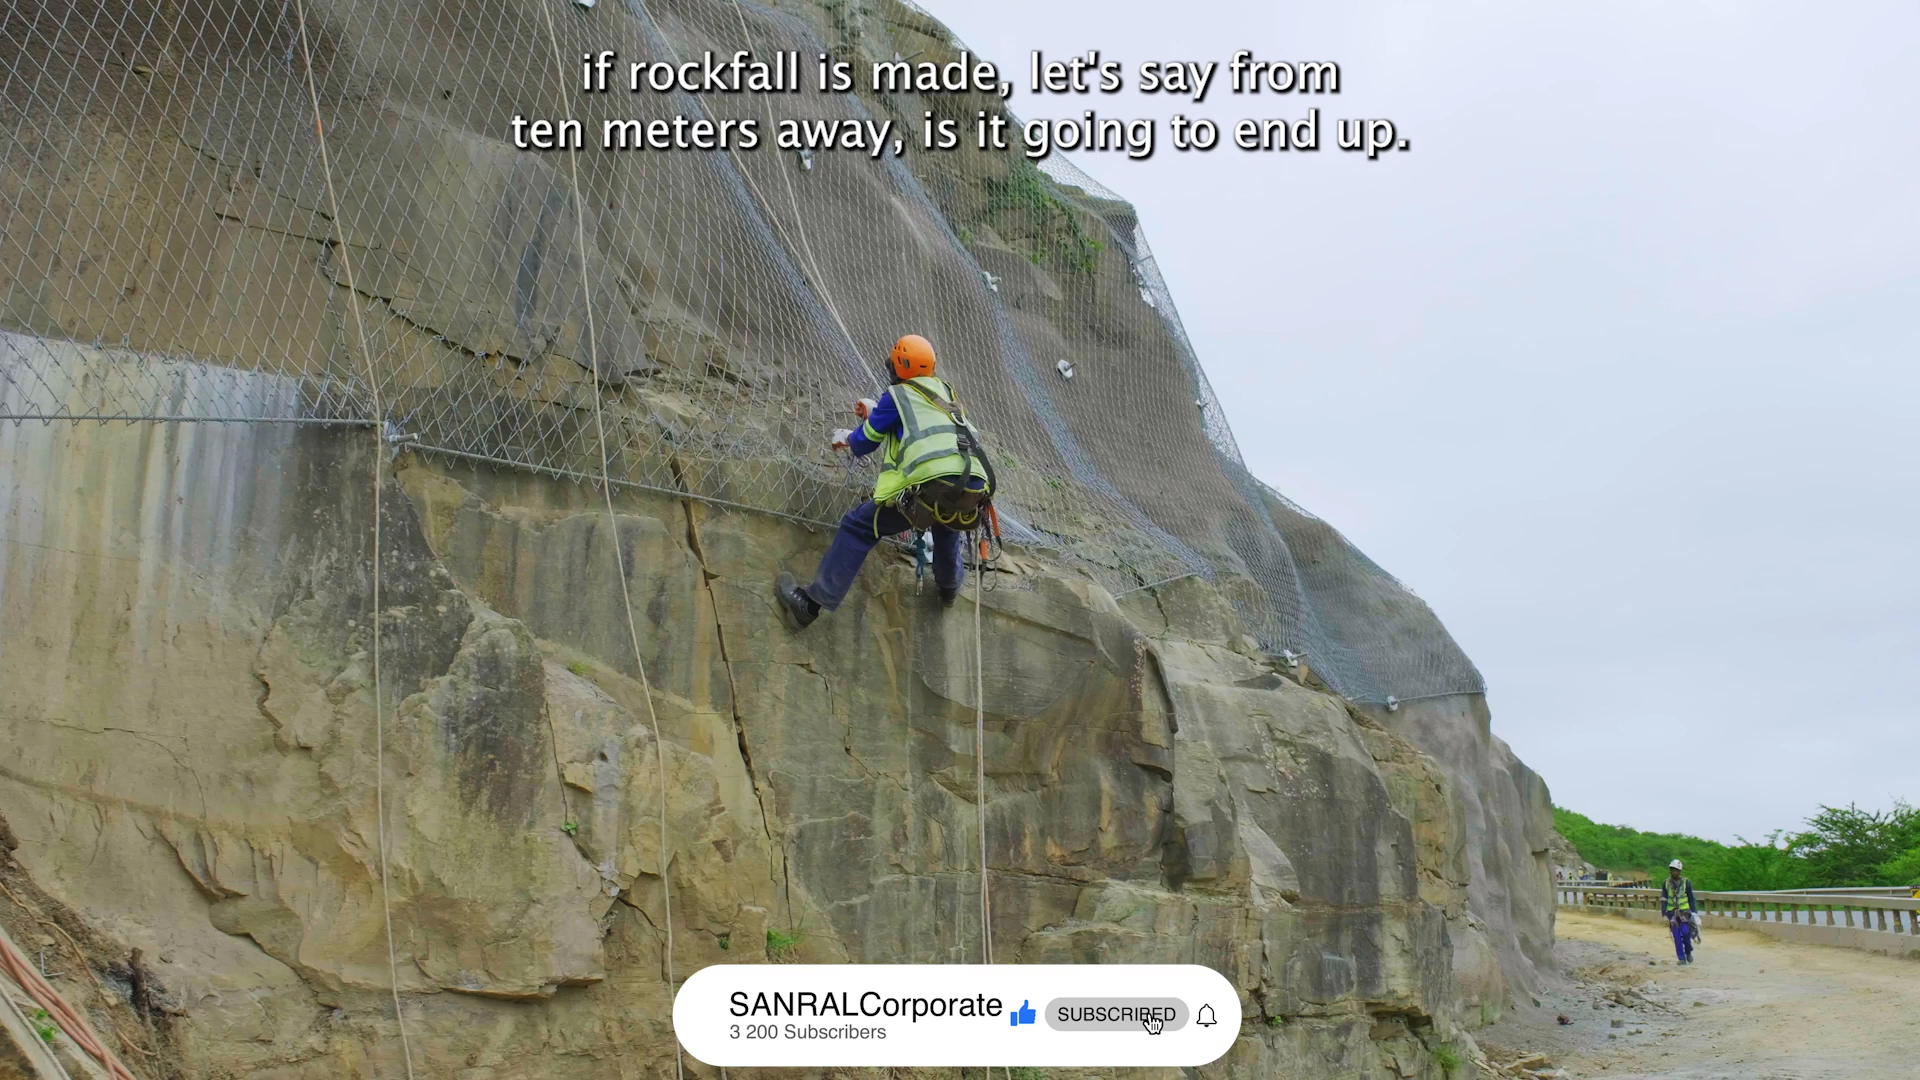 if rockfall is made, let's say from
ten meters away, is it going to end up.
SANRALCorporate
3 200 Subscribers
SUBSCRIBED